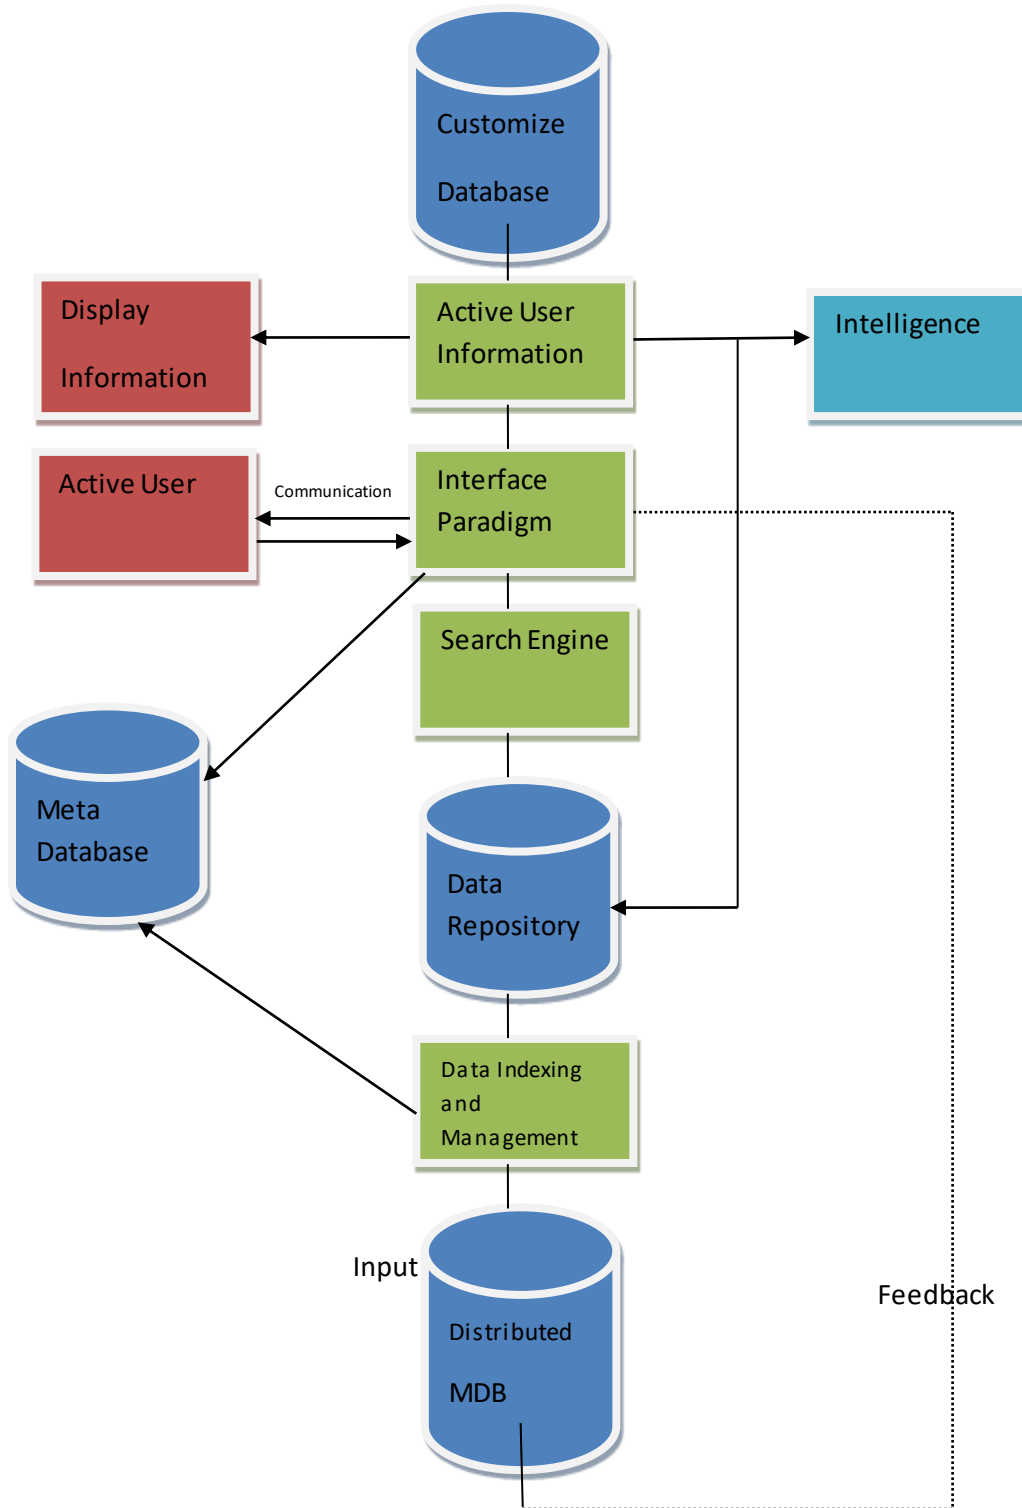 Customize
Database
Display
Information
Active User
Information
Intelligence
Active User
Communication
Interface
Paradigm
Search Engine
Meta
Database
Data
Repository
Data Indexing
and
Management
Input
Distributed
MDB
Feedback